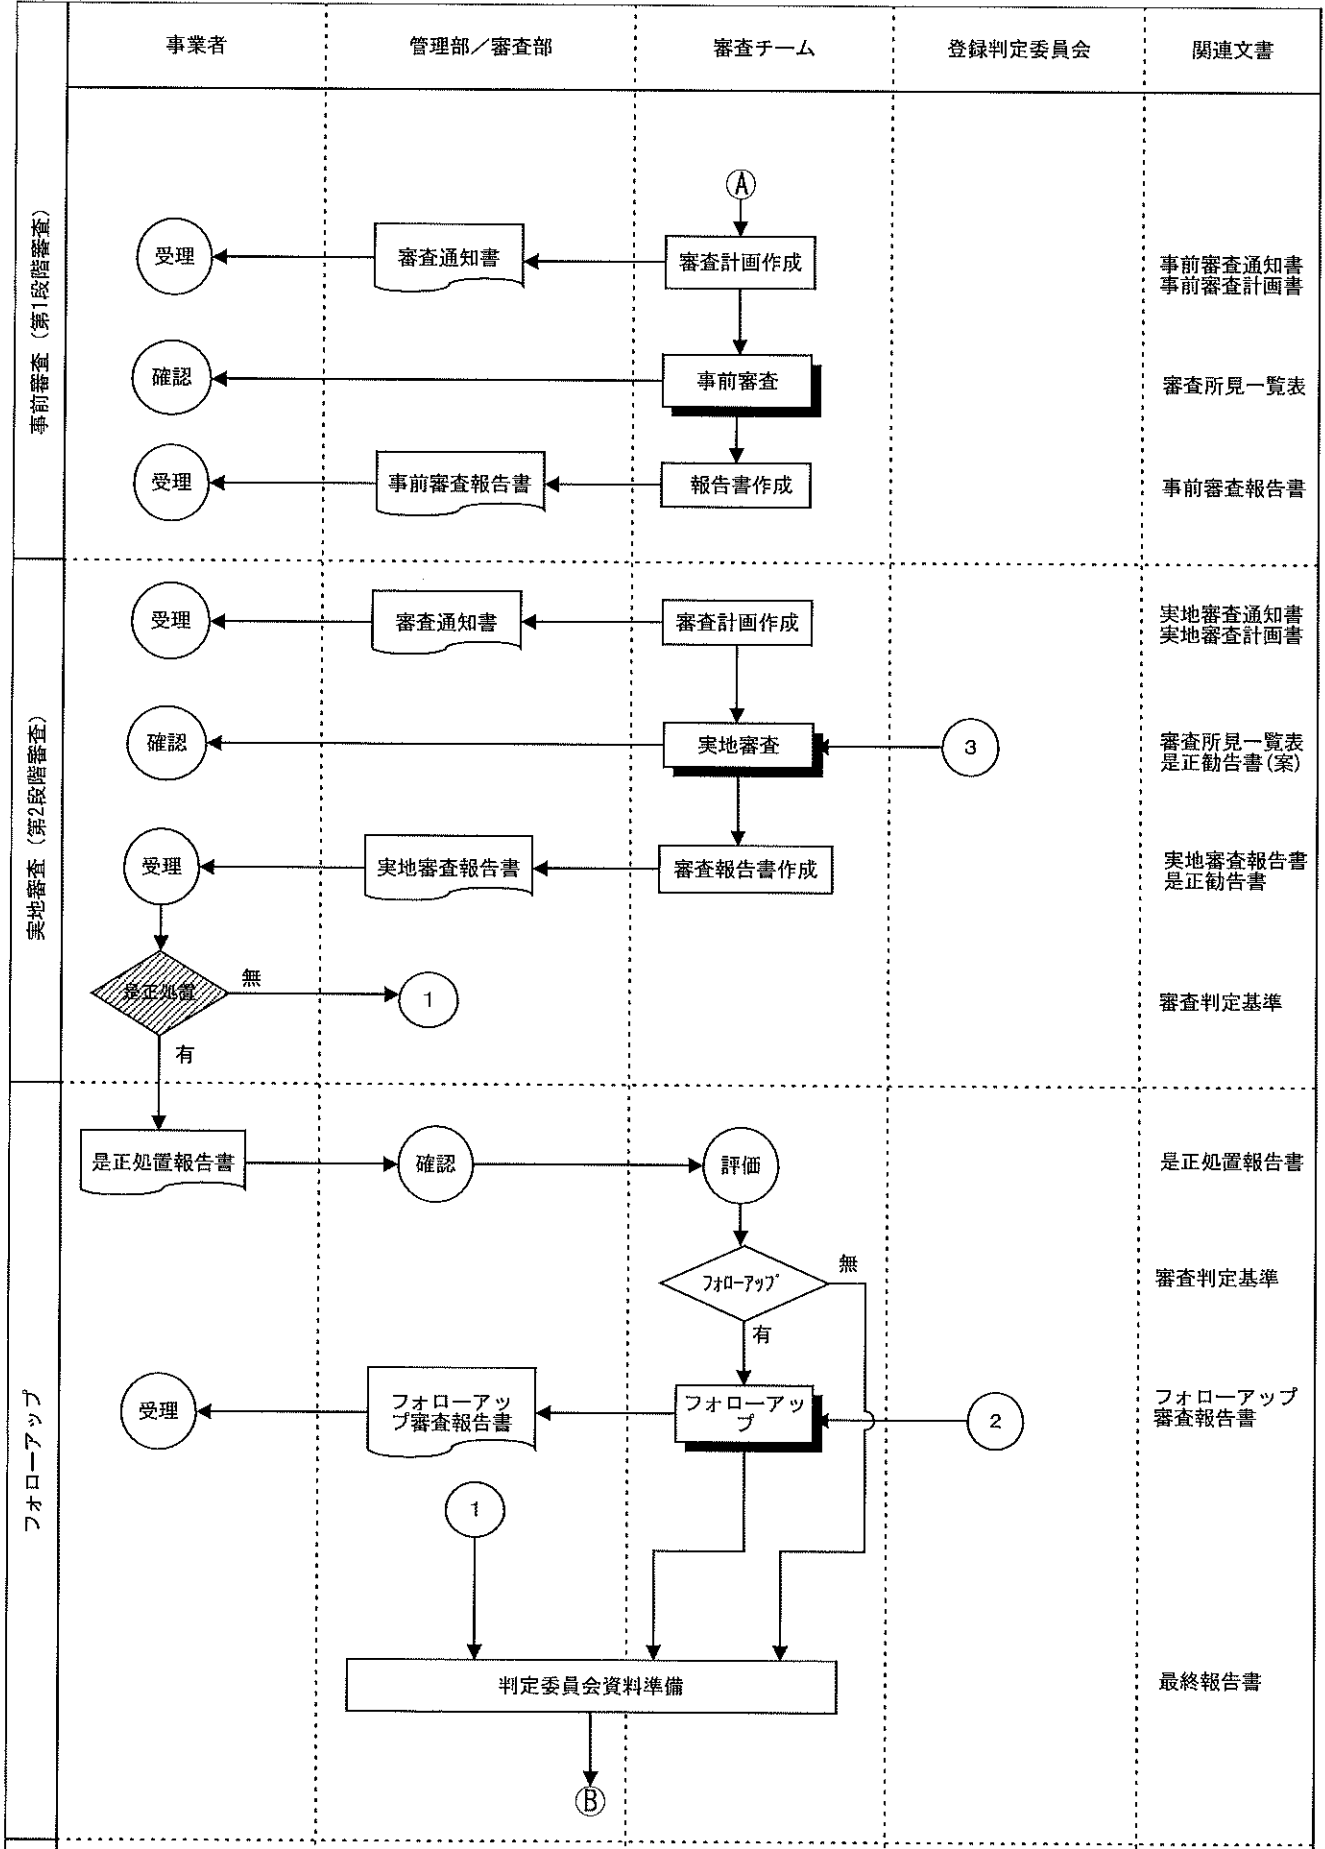 事業者
管理部／審査部
審査チーム
登録判定委員会
関連文書
事前審査（第1段階審査）
Ⓐ
受理
審査通知書
審査計画作成
事前審査通知書
事前審査計画書
確認
事前審査
審査所見一覧表
受理
事前審査報告書
報告書作成
事前審査報告書
実地審査（第2段階審査）
受理
審査通知書
審査計画作成
実地審査通知書
実地審査計画書
確認
実地審査
3
審査所見一覧表
是正勧告書(案)
受理
実地審査報告書
審査報告書作成
実地審査報告書
是正勧告書
是正処置
無
1
審査判定基準
有
フォローアップ
是正処置報告書
確認
評価
是正処置報告書
ﾌｫﾛｰｱｯﾌﾟ
無
審査判定基準
有
受理
フォローアッ
プ審査報告書
フォローアッ
プ
2
フォローアップ
審査報告書
1
判定委員会資料準備
最終報告書
Ⓑ